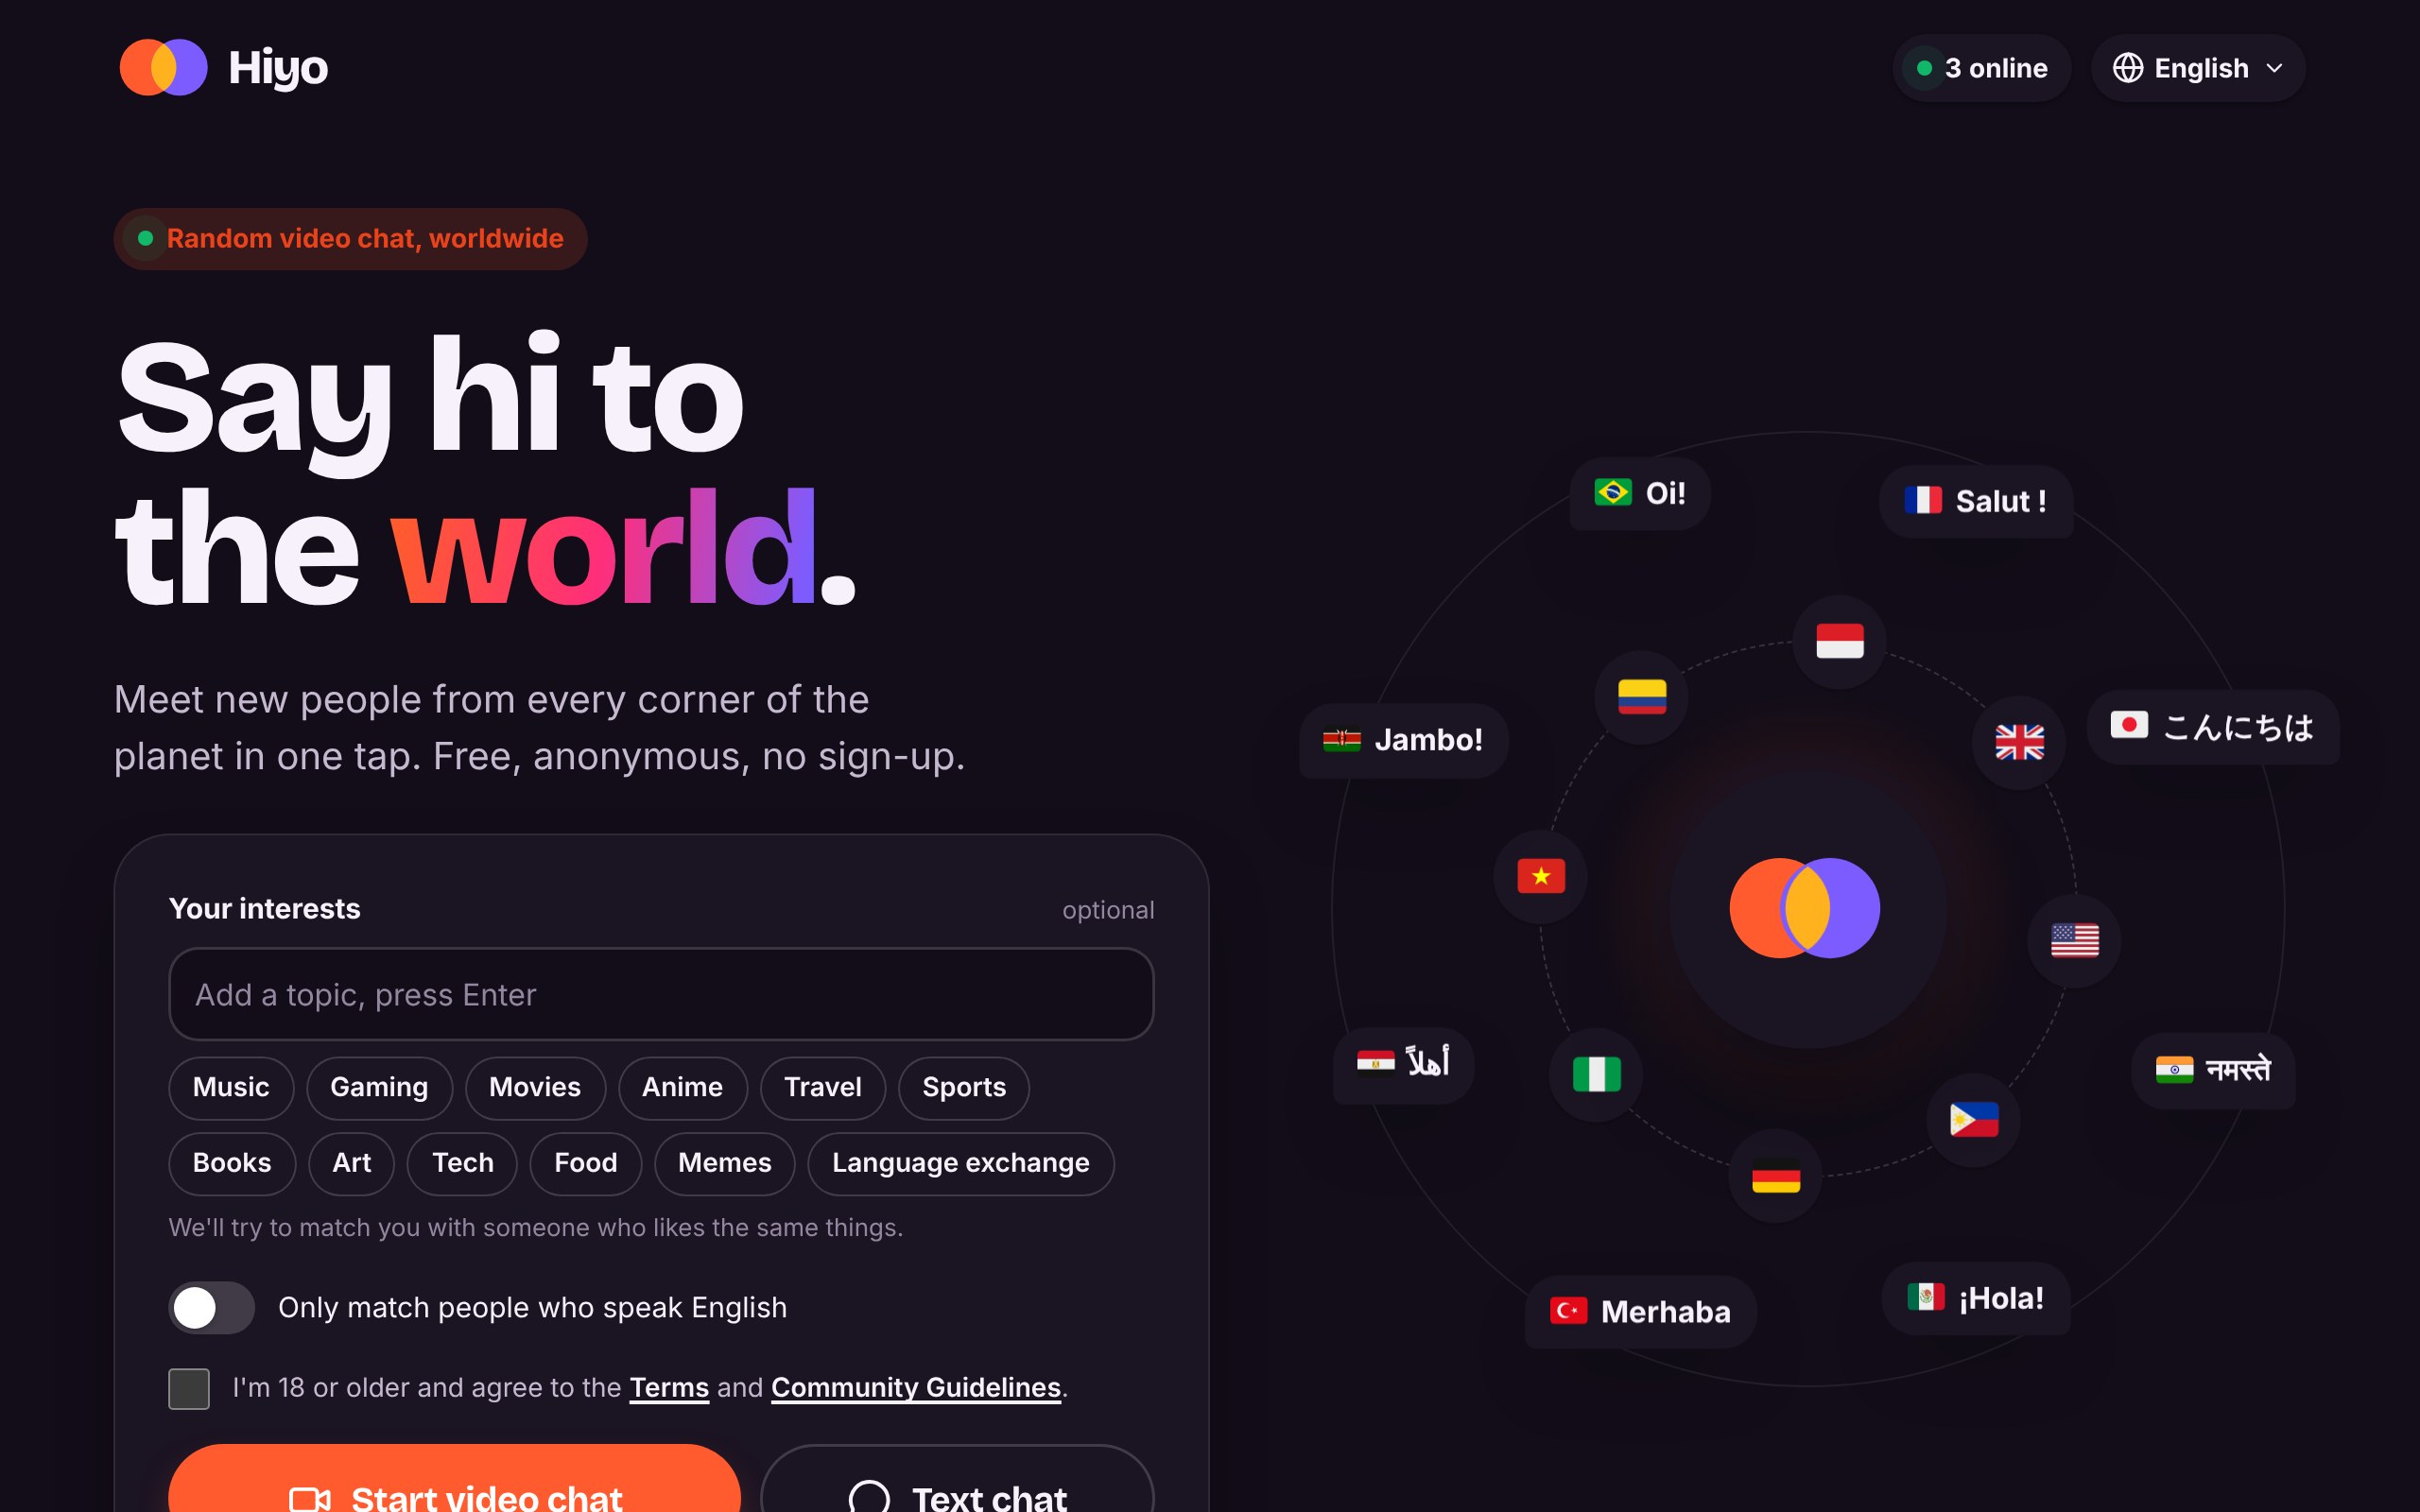 Hiyo
3 online
English
Random video chat, worldwide
Say hi to
the world.
Meet new people from every corner of the
planet in one tap. Free, anonymous, no sign-up.
Your interests
optional
Add a topic, press Enter
Music
Gaming
Movies
Anime
Travel
Sports
Books
Art
Tech
Food
Memes
Language exchange
We'll try to match you with someone who likes the same things.
Only match people who speak English
I'm 18 or older and agree to the Terms and Community Guidelines.
Start video chat
Text chat
Oi!
Salut !
Jambo!
こんにちは
أهلاً
नमस्ते
Merhaba
¡Hola!